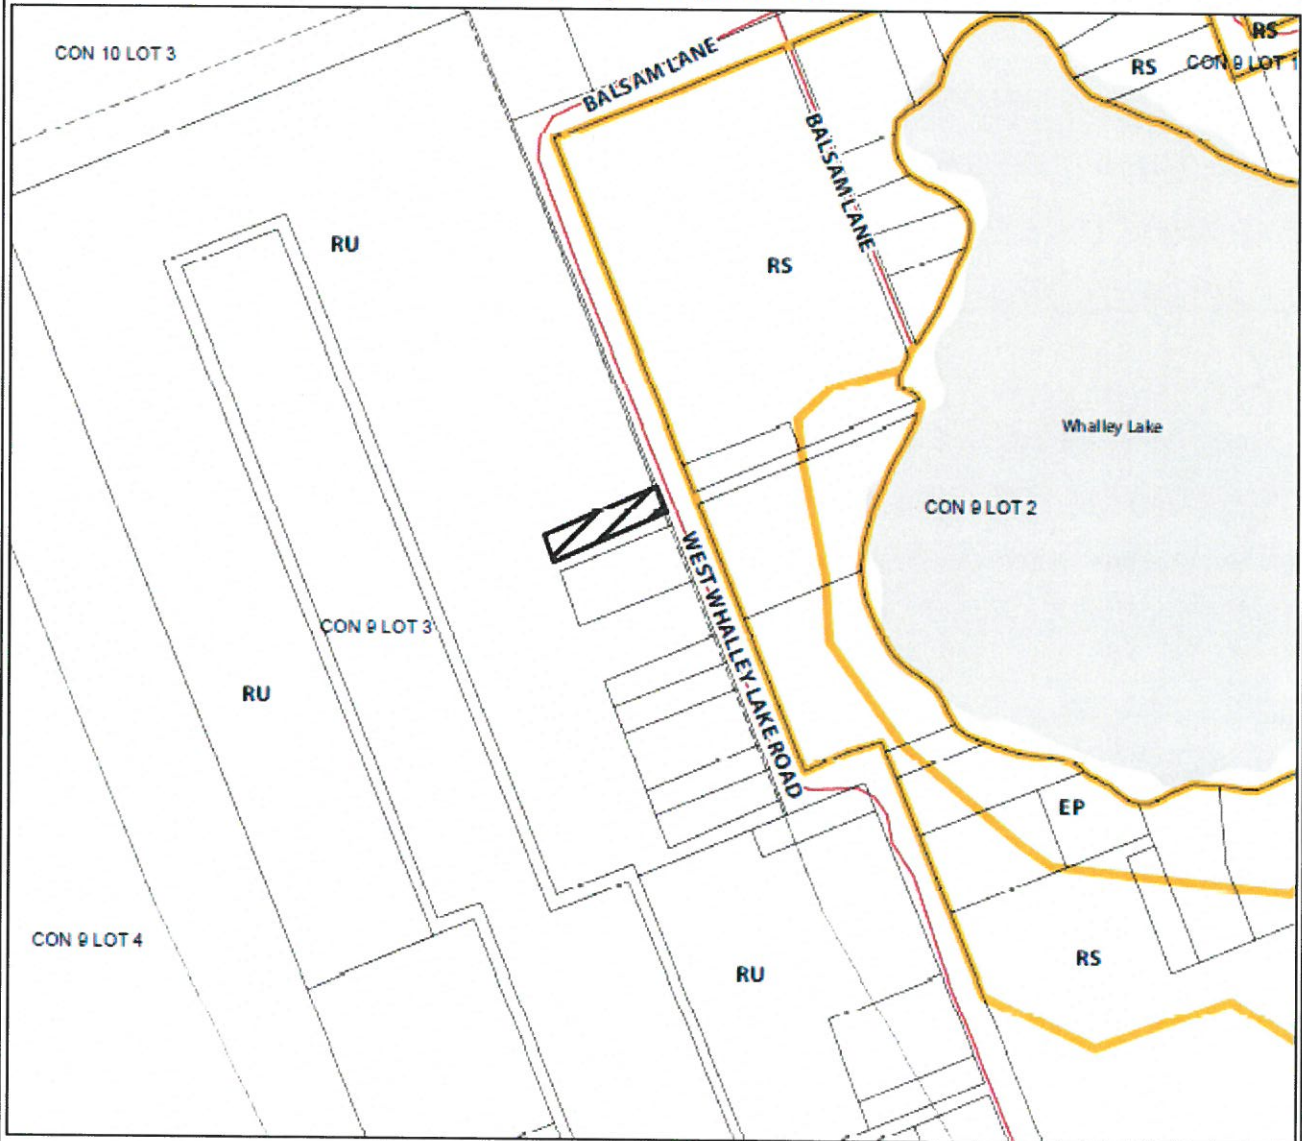 CON 10 LOT 3
BALSAM LANE
RS
RS
CON 9 LOT 1
BALSAM LANE
RU
RS
Whalley Lake
CON 9 LOT 2
WEST WHALLEY LAKE ROAD
CON 9 LOT 3
RU
EP
CON 9 LOT 4
RS
RU